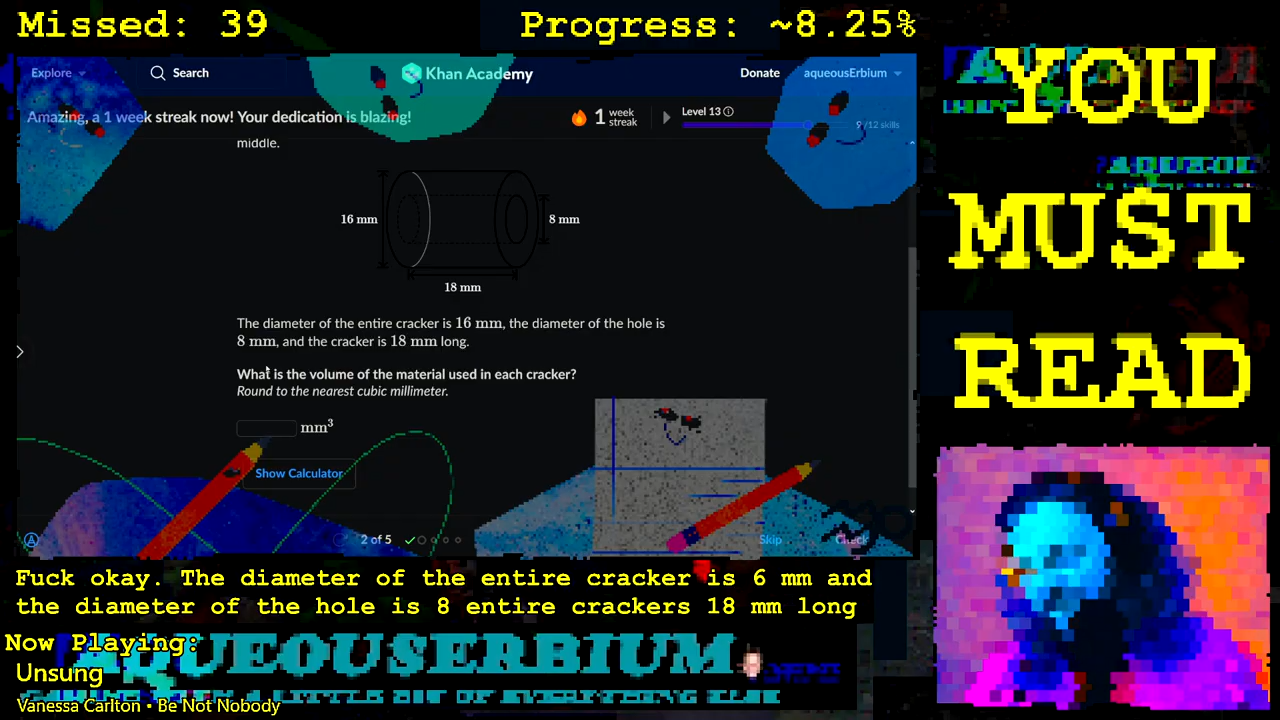 Missed: 39
Progress: ~8.25%
YOU
MUST
READ
Explore
Search
Khan Academy
Donate
aqueousErbium
Amazing, a 1 week streak now! Your dedication is blazing!
1 week streak
Level 13
9 /12 skills
middle.
16 mm
8 mm
18 mm
The diameter of the entire cracker is 16 mm, the diameter of the hole is
8 mm, and the cracker is 18 mm long.
What is the volume of the material used in each cracker?
Round to the nearest cubic millimeter.
mm³
Show Calculator
2 of 5
Skip
Check
Fuck okay. The diameter of the entire cracker is 6 mm and
the diameter of the hole is 8 entire crackers 18 mm long
Now Playing:
AQUEOUSERBIUM
Unsung
Vanessa Carlton • Be Not Nobody